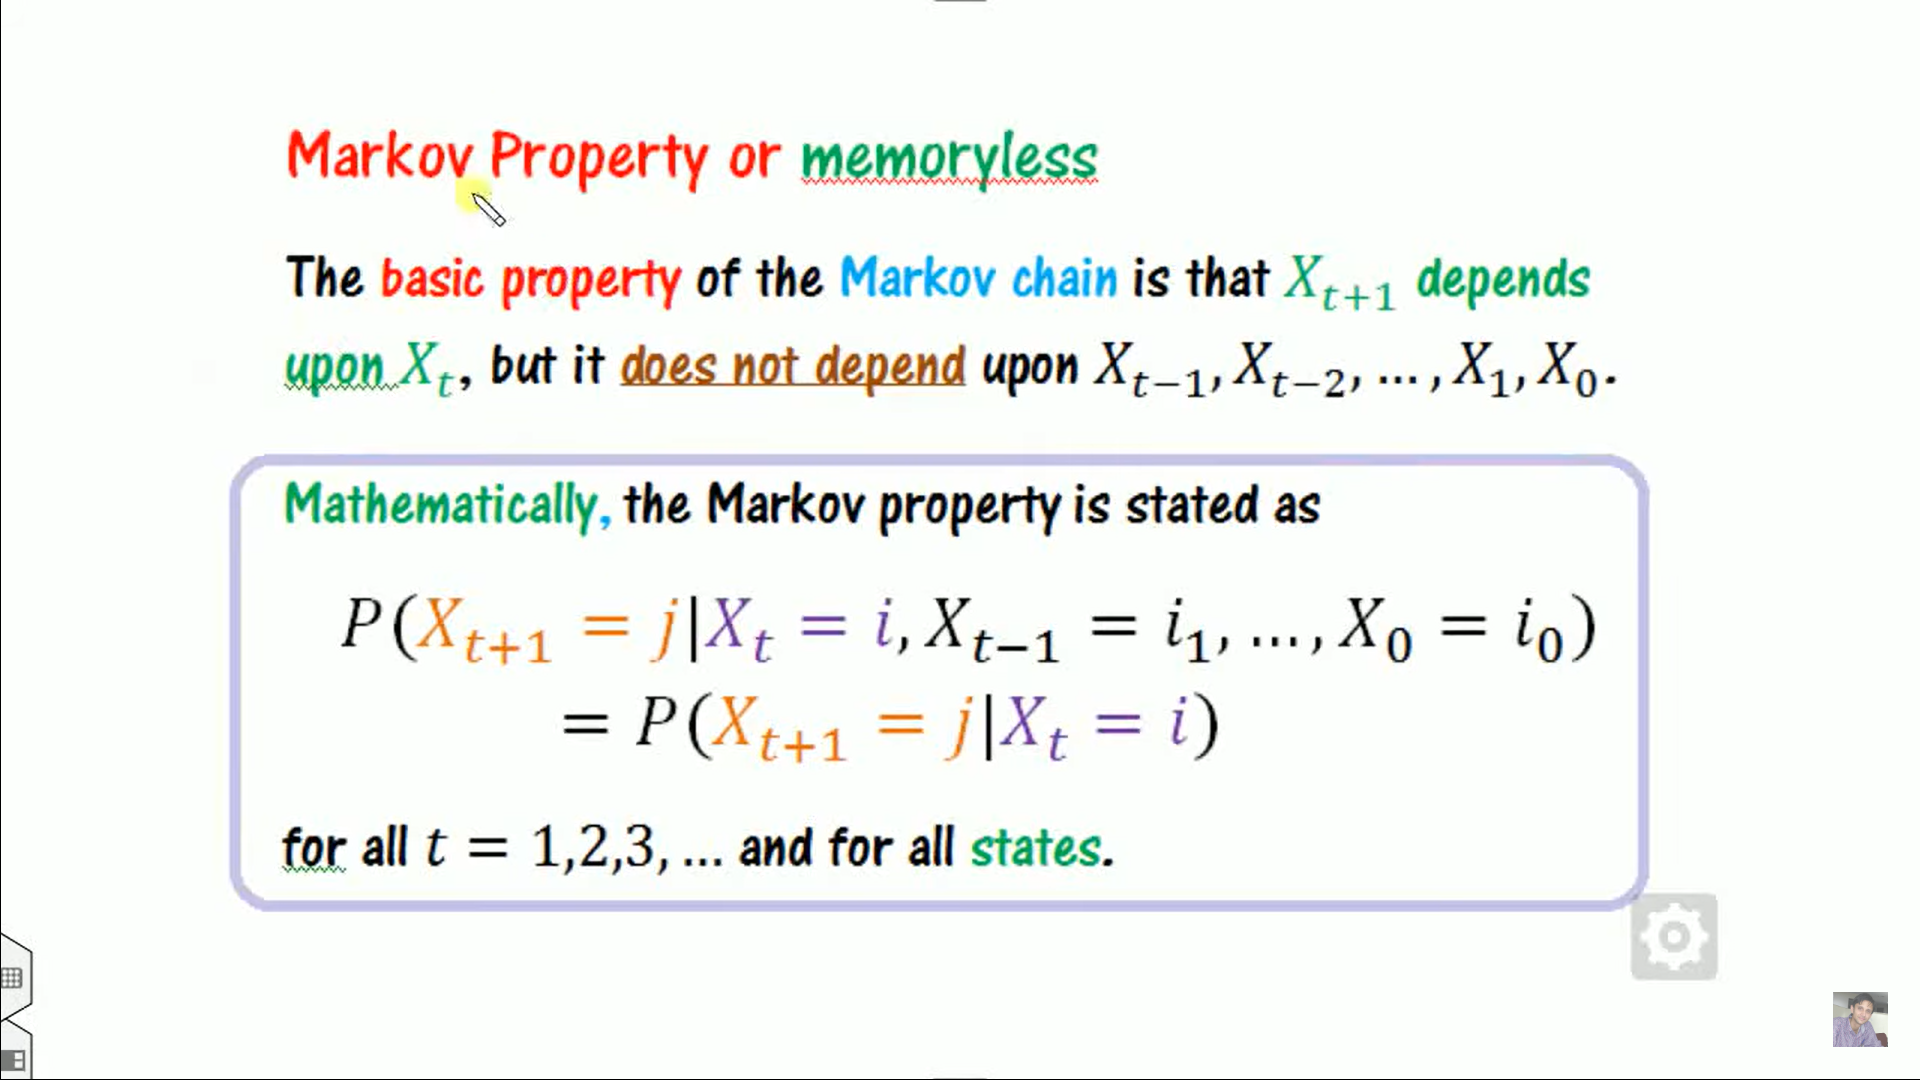 Markov Property or memoryless
The basic property of the Markov chain is that X_{t+1} depends
upon X_t, but it does not depend upon X_{t−1}, X_{t−2}, ..., X_1, X_0.
Mathematically, the Markov property is stated as
P(X_{t+1} = j|X_t = i, X_{t−1} = i_1, ..., X_0 = i_0)
= P(X_{t+1} = j|X_t = i)
for all t = 1,2,3, ... and for all states.